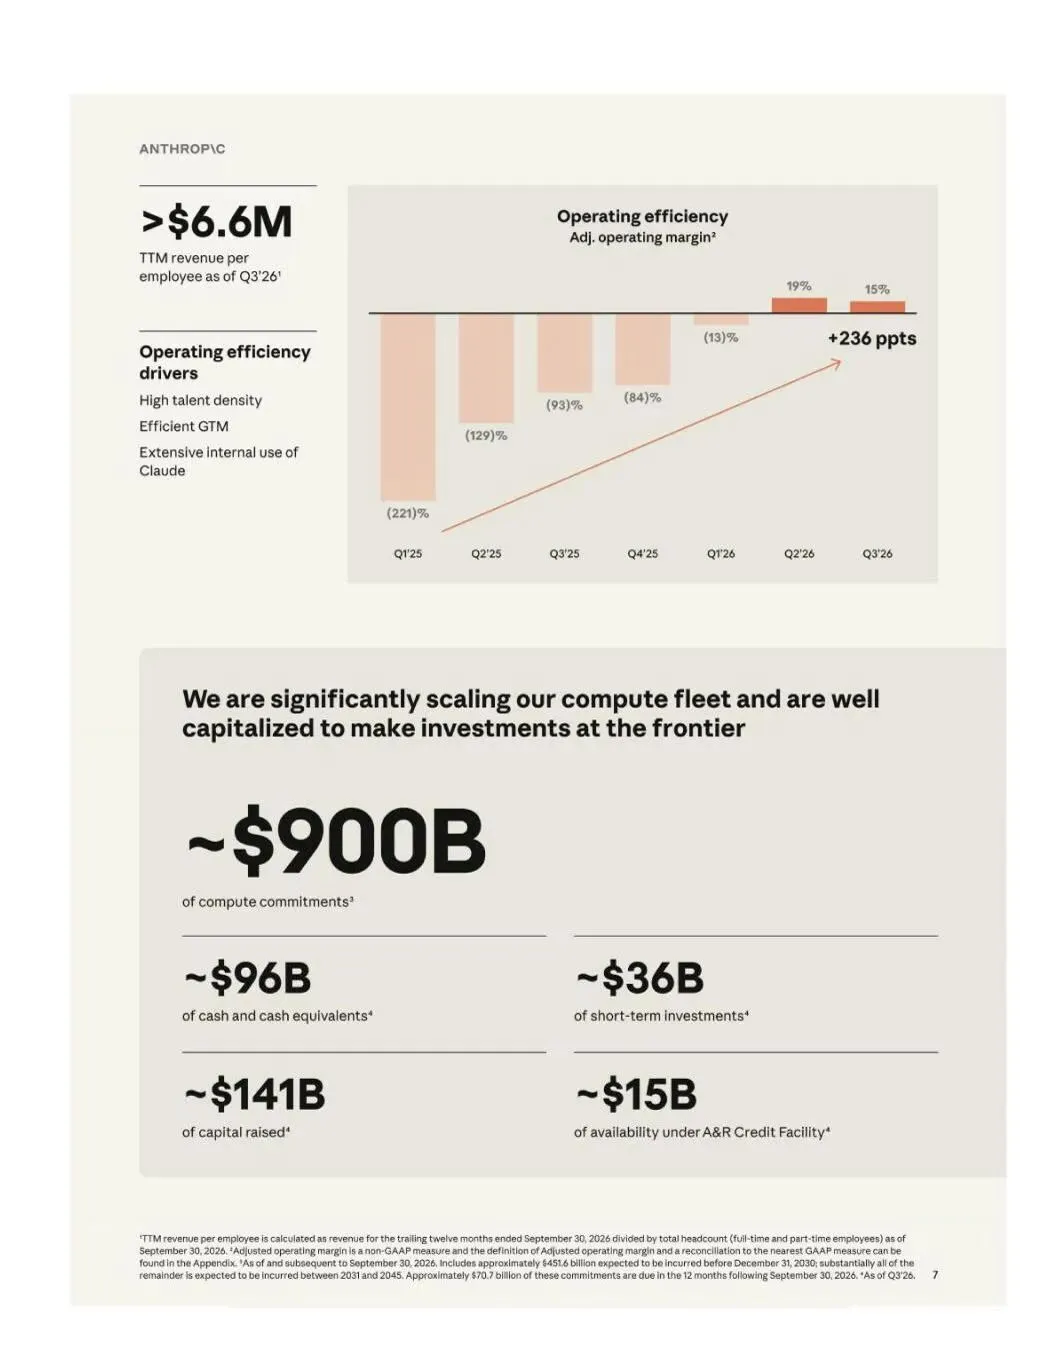 ANTHROP\C
>$6.6M
TTM revenue per
employee as of Q3'26¹
Operating efficiency
drivers
High talent density
Efficient GTM
Extensive internal use of
Claude
Operating efficiency
Adj. operating margin²
19%
15%
(13)%
+236 ppts
(84)%
(93)%
(129)%
(221)%
Q1'25
Q2'25
Q3'25
Q4'25
Q1'26
Q2'26
Q3'26
We are significantly scaling our compute fleet and are well
capitalized to make investments at the frontier
~$900B
of compute commitments³
~$96B
of cash and cash equivalents⁴
~$36B
of short-term investments⁴
~$141B
of capital raised⁴
~$15B
of availability under A&R Credit Facility⁴
¹TTM revenue per employee is calculated as revenue for the trailing twelve months ended September 30, 2026 divided by total headcount (full-time and part-time employees) as of
September 30, 2026. ²Adjusted operating margin is a non-GAAP measure and the definition of Adjusted operating margin and a reconciliation to the nearest GAAP measure can be
found in the Appendix. ³As of and subsequent to September 30, 2026. Includes approximately $451.6 billion expected to be incurred before December 31, 2030; substantially all of the
remainder is expected to be incurred between 2031 and 2045. Approximately $70.7 billion of these commitments are due in the 12 months following September 30, 2026. ⁴As of Q3'26.
7